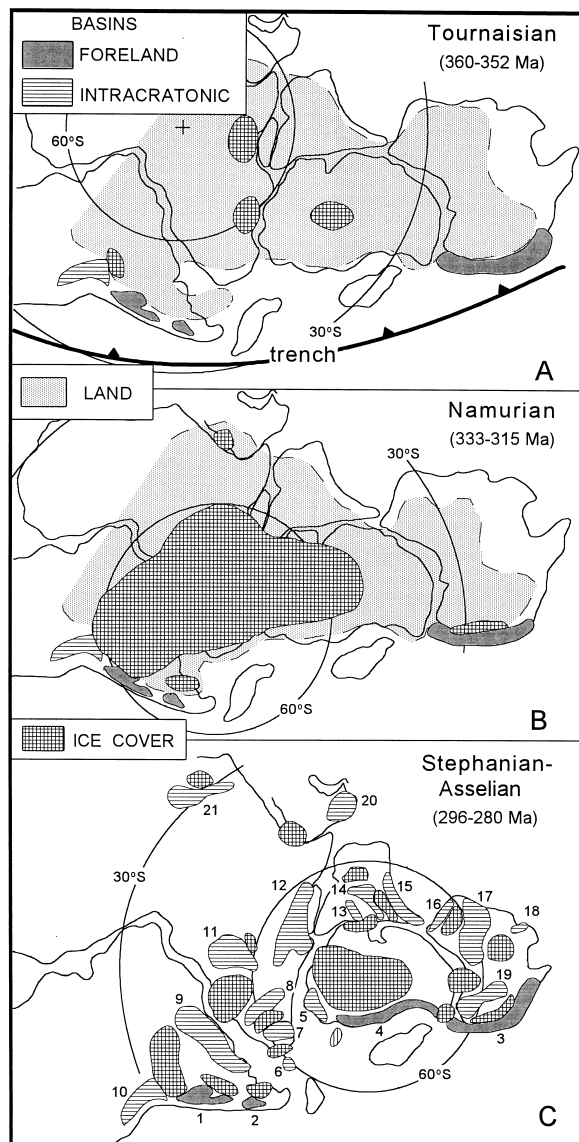 BASINS
FORELAND
INTRACRATONIC
Tournaisian
(360-352 Ma)
60°S
30°S
trench
A
LAND
Namurian
(333-315 Ma)
30°S
60°S
B
ICE COVER
Stephanian-
Asselian
(296-280 Ma)
21
20
30°S
12
14
15
13
16
17
18
11
19
8
9
5
7
4
3
6
10
60°S
1
2
C